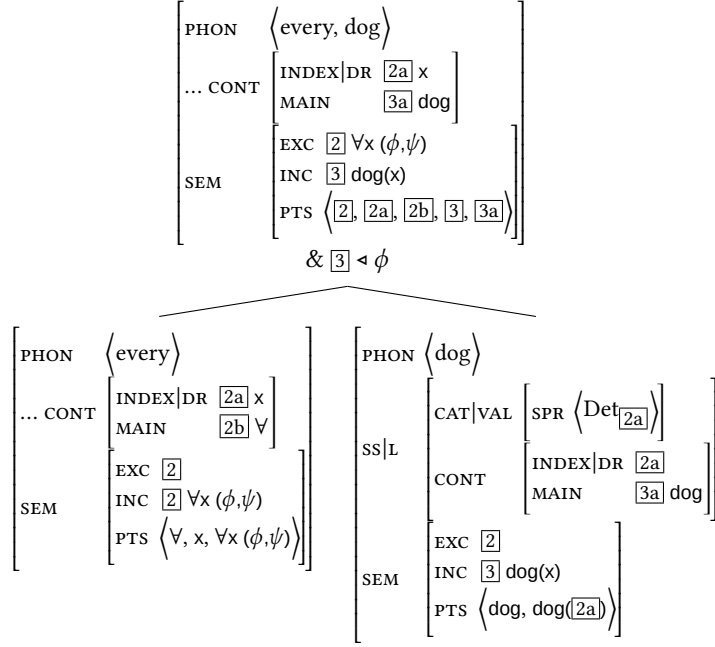 PHON ⟨every, dog⟩
... CONT
INDEX|DR 2a x
MAIN 3a dog
SEM
EXC 2 ∀x (ϕ,ψ)
INC 3 dog(x)
PTS ⟨2, 2a, 2b, 3, 3a⟩
& 3 ◂ ϕ
PHON ⟨every⟩
... CONT
INDEX|DR 2a x
MAIN 2b ∀
SEM
EXC 2
INC 2 ∀x (ϕ,ψ)
PTS ⟨∀, x, ∀x (ϕ,ψ)⟩
PHON ⟨dog⟩
SS|L
CAT|VAL [SPR ⟨Det2a⟩]
CONT
INDEX|DR 2a
MAIN 3a dog
SEM
EXC 2
INC 3 dog(x)
PTS ⟨dog, dog(2a)⟩